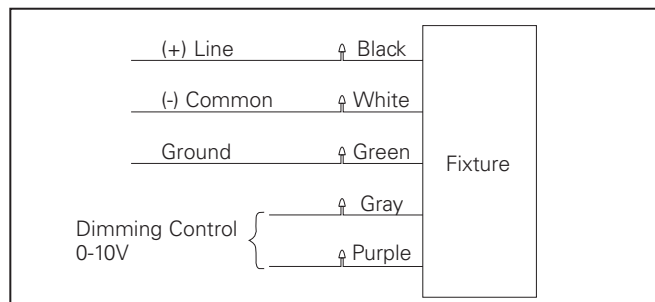 (+) Line Black
(-) Common White
Ground Green
Fixture
Gray
Dimming Control
0-10V
Purple